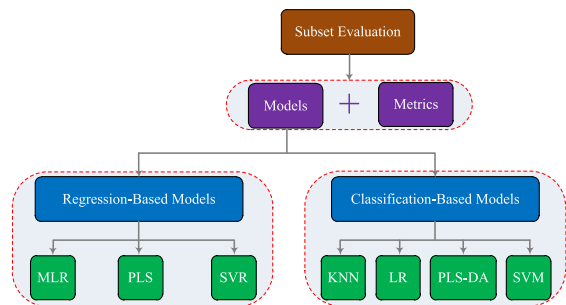 Subset Evaluation
Models + Metrics
Regression-Based Models
Classification-Based Models
MLR
PLS
SVR
KNN
LR
PLS-DA
SVM